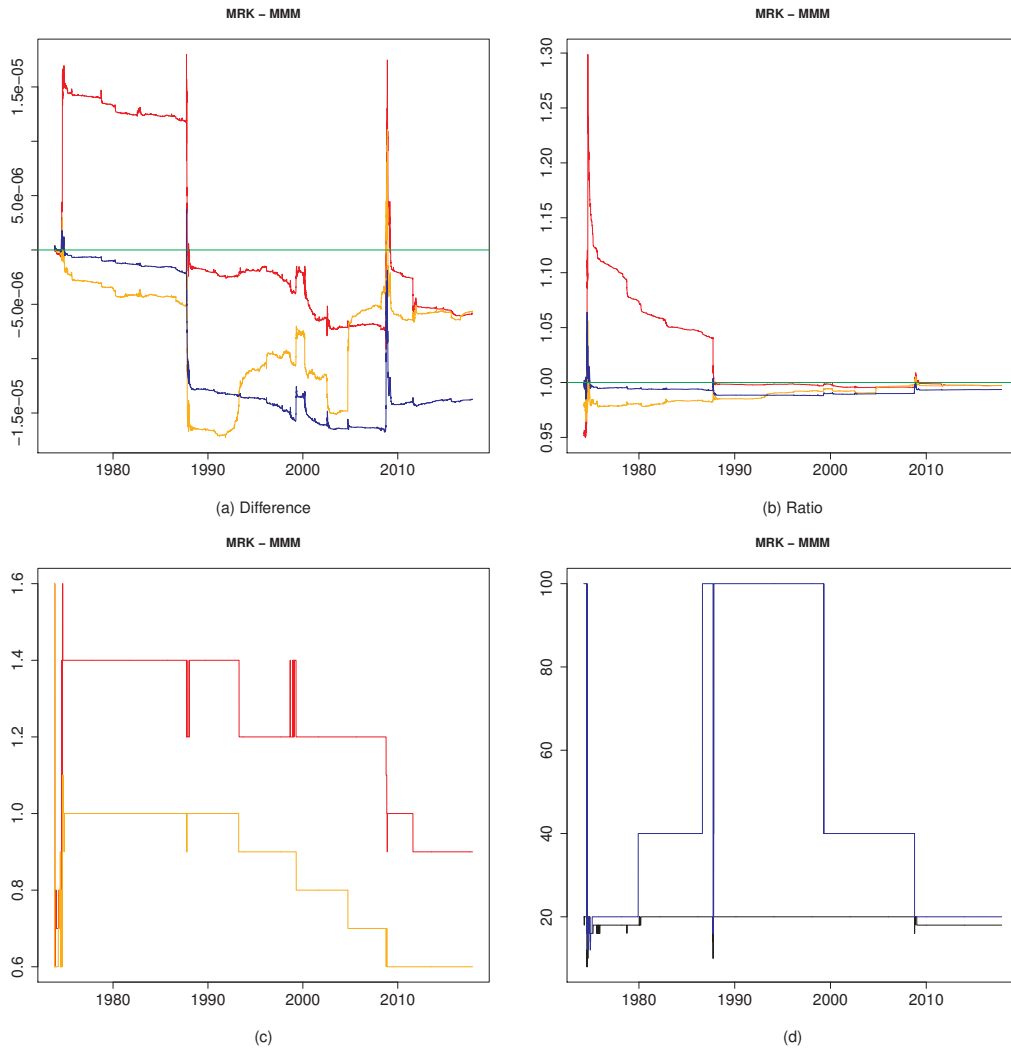 MRK – MMM
1.5e−05
5.0e−06
−5.0e−06
−1.5e−05
1980 1990 2000 2010
(a) Difference
MRK – MMM
1.30
1.25
1.20
1.15
1.10
1.05
1.00
0.95
1980 1990 2000 2010
(b) Ratio
MRK – MMM
1.6
1.4
1.2
1.0
0.8
0.6
1980 1990 2000 2010
(c)
MRK – MMM
100
80
60
40
20
1980 1990 2000 2010
(d)